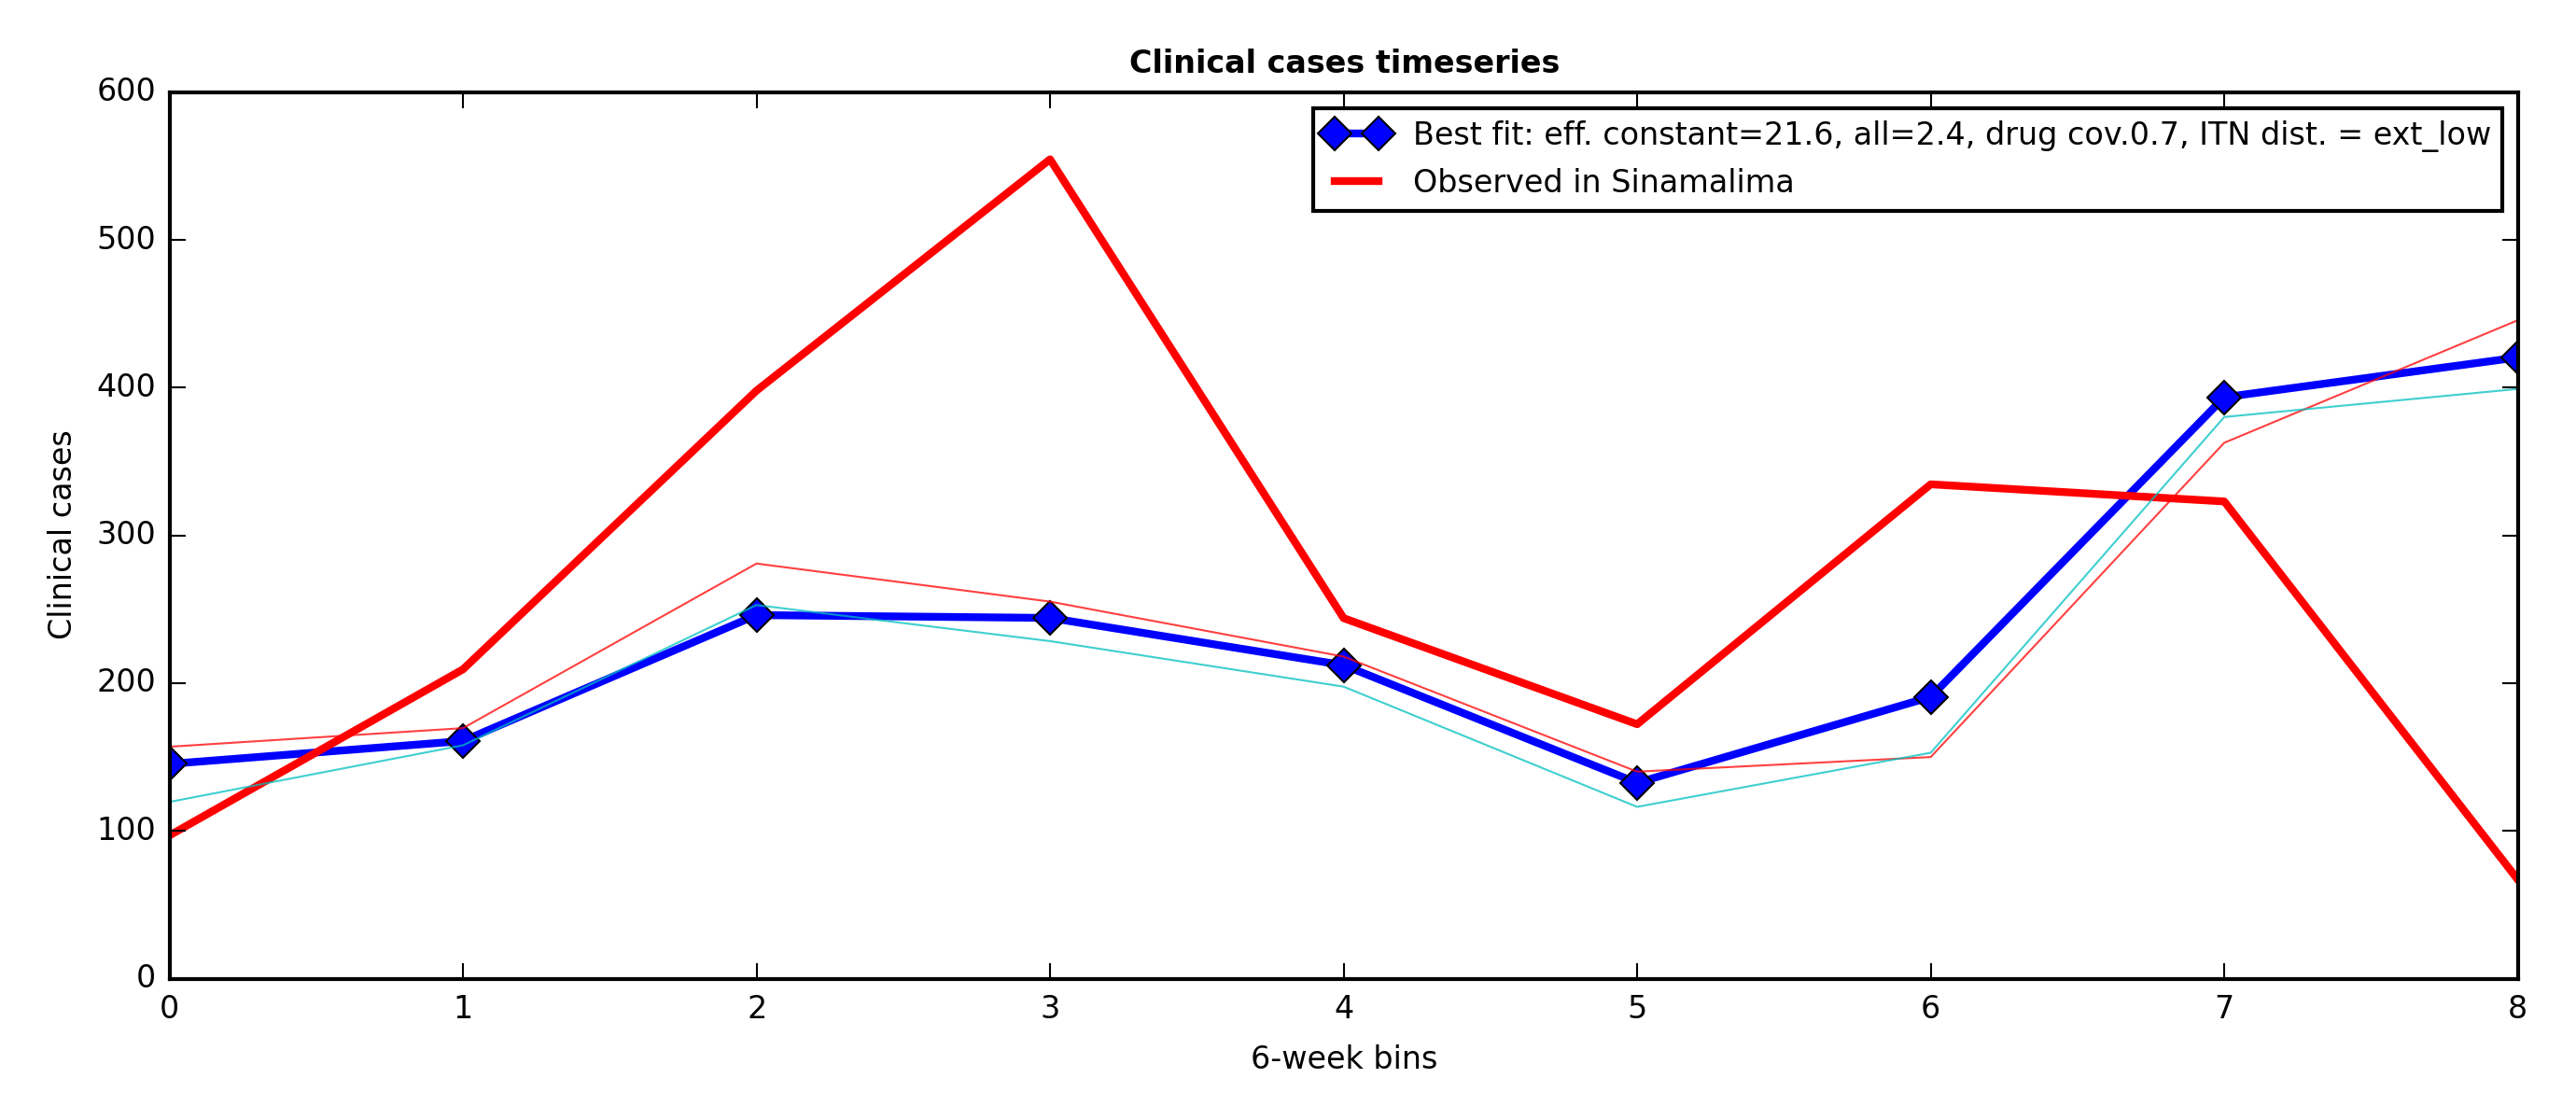 Clinical cases timeseries
600
500
400
300
200
100
0
Clinical cases
Best fit: eff. constant=21.6, all=2.4, drug cov.0.7, ITN dist. = ext_low
Observed in Sinamalima
0 1 2 3 4 5 6 7 8
6-week bins